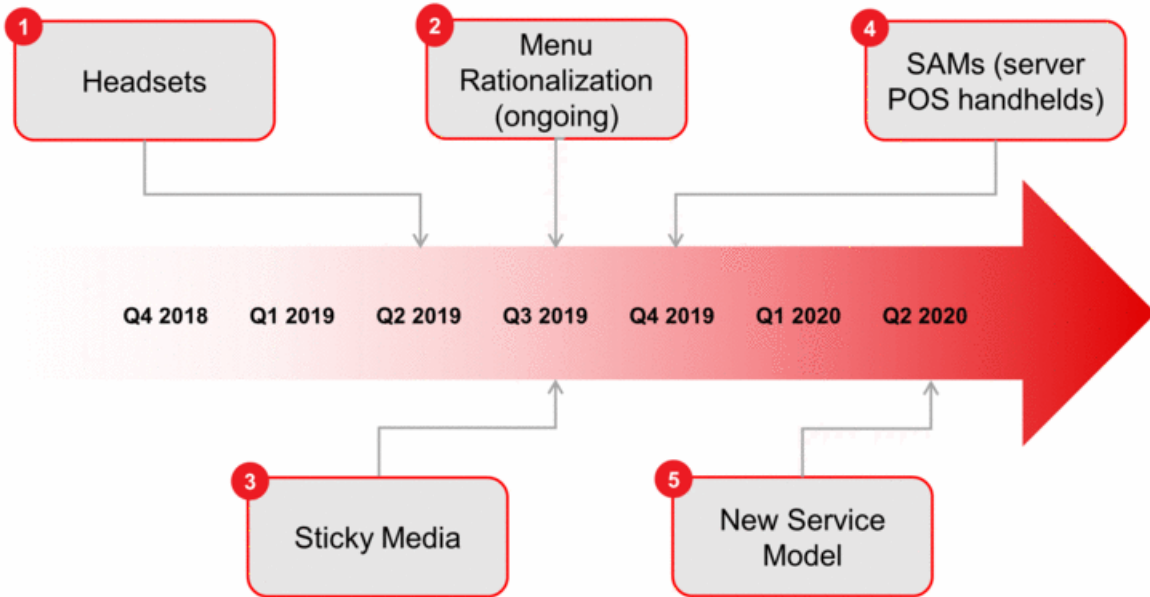 1
Headsets
2
Menu
Rationalization
(ongoing)
4
SAMs (server
POS handhelds)
Q4 2018 Q1 2019 Q2 2019 Q3 2019 Q4 2019 Q1 2020 Q2 2020
3
Sticky Media
5
New Service
Model